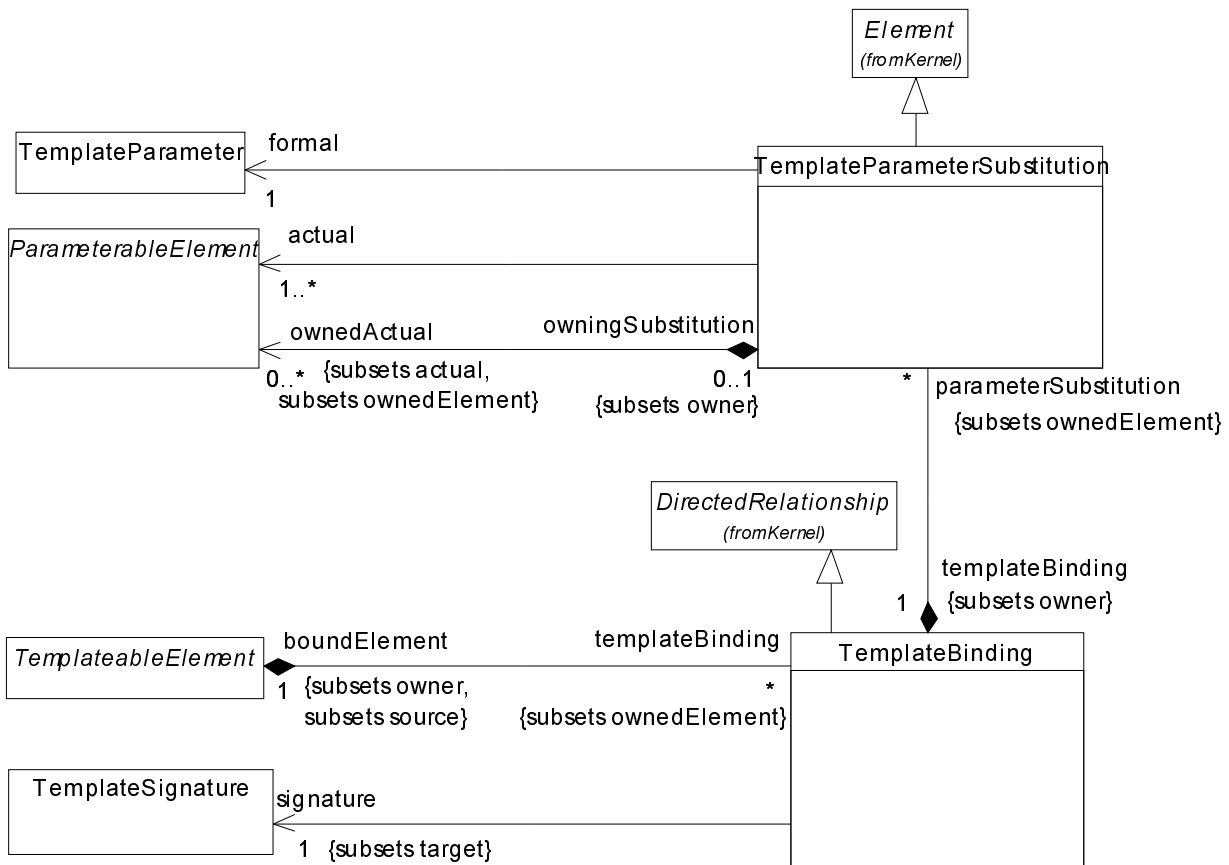 Element
(fromKernel)
TemplateParameter
formal
1
TemplateParameterSubstitution
ParameterableElement
actual
1..*
ownedActual
0..*
{subsets actual,
subsets ownedElement}
owningSubstitution
0..1
{subsets owner}
*
parameterSubstitution
{subsets ownedElement}
DirectedRelationship
(fromKernel)
templateBinding
1
{subsets owner}
TemplateableElement
boundElement
1
{subsets owner,
subsets source}
templateBinding
*
{subsets ownedElement}
TemplateBinding
TemplateSignature
signature
1
{subsets target}